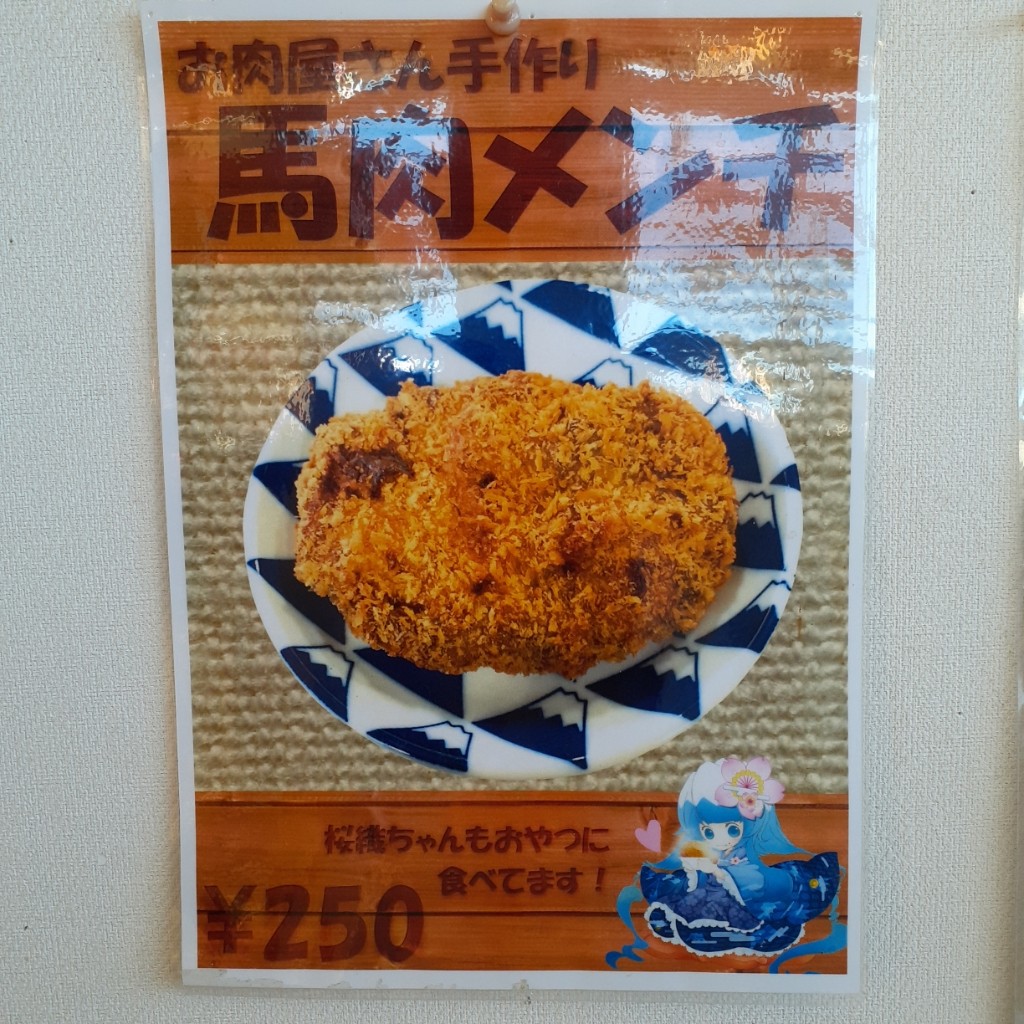 お肉屋さん手作り
馬肉メンチ
桜織ちゃんもおやつに
食べてます！
¥250